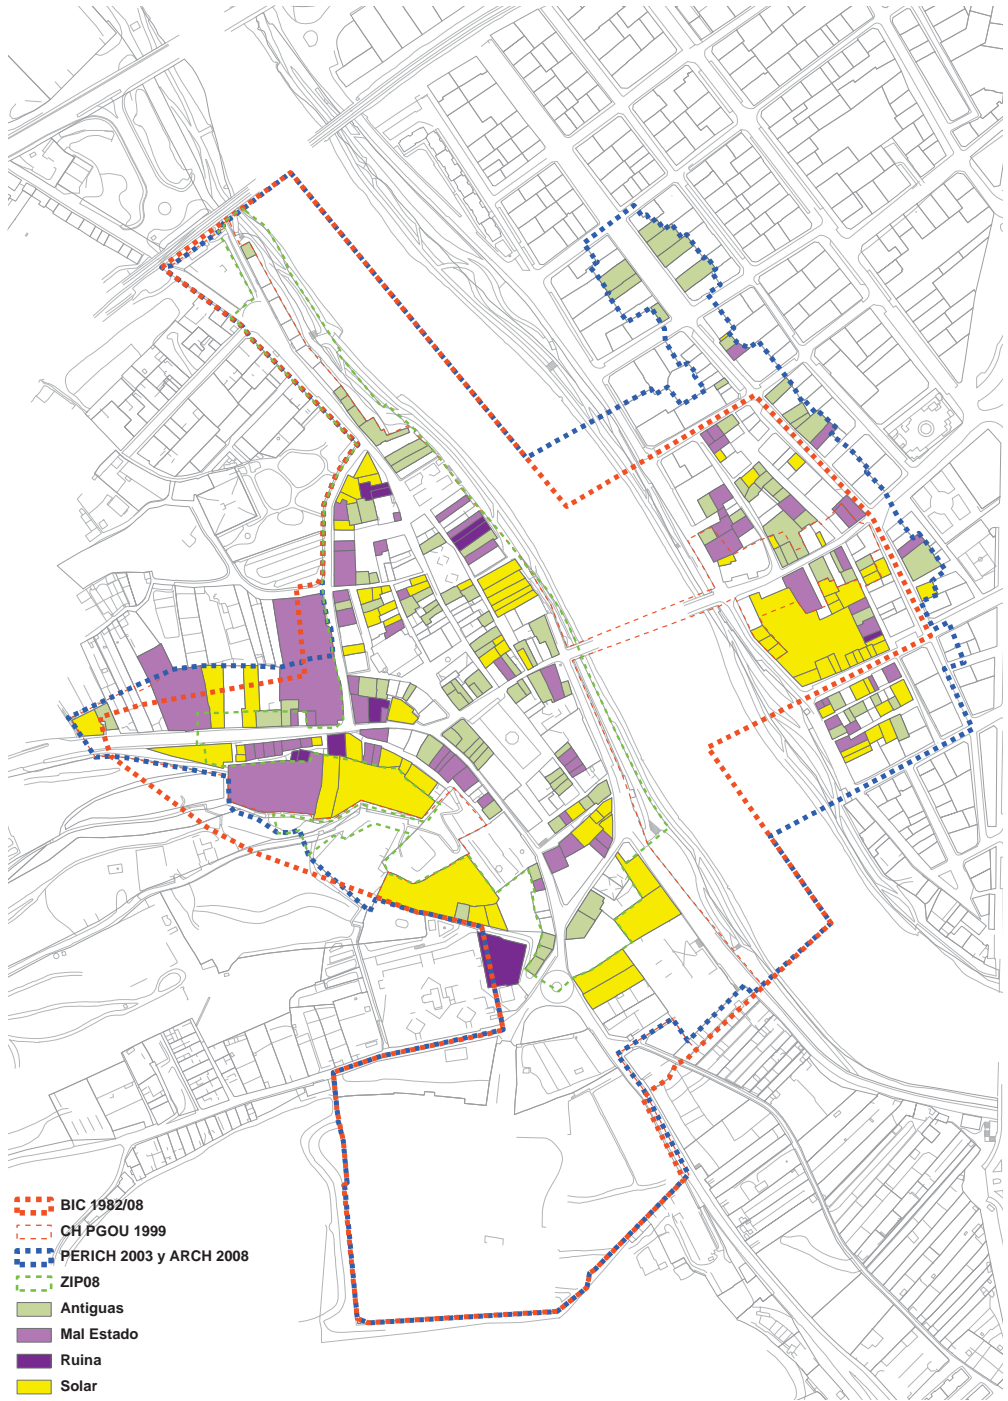 BIC 1982/08
CH PGOU 1999
PERICH 2003 y ARCH 2008
ZIP08
Antiguas
Mal Estado
Ruina
Solar